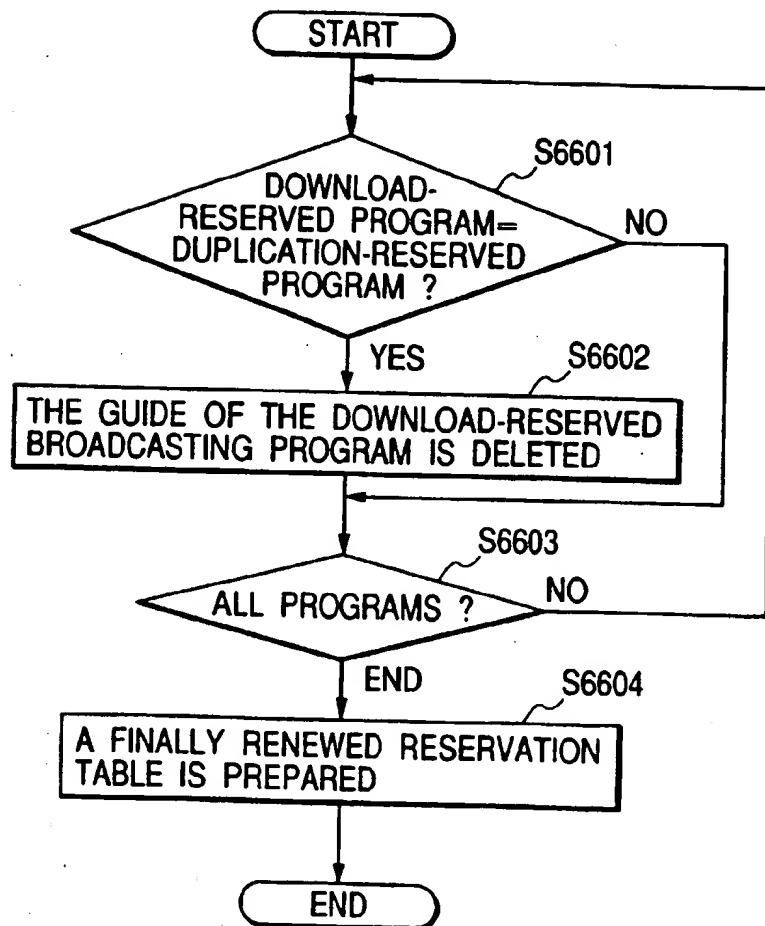 START
S6601
DOWNLOAD-
RESERVED PROGRAM=
DUPLICATION-RESERVED
PROGRAM ?
NO
YES
S6602
THE GUIDE OF THE DOWNLOAD-RESERVED
BROADCASTING PROGRAM IS DELETED
S6603
ALL PROGRAMS ?
NO
END
S6604
A FINALLY RENEWED RESERVATION
TABLE IS PREPARED
END